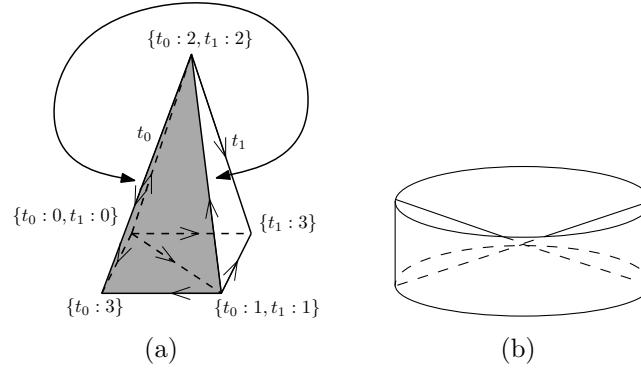 {t₀ : 2, t₁ : 2}
t₀
t₁
{t₀ : 0, t₁ : 0}
{t₁ : 3}
{t₀ : 3}
{t₀ : 1, t₁ : 1}
(a)
(b)